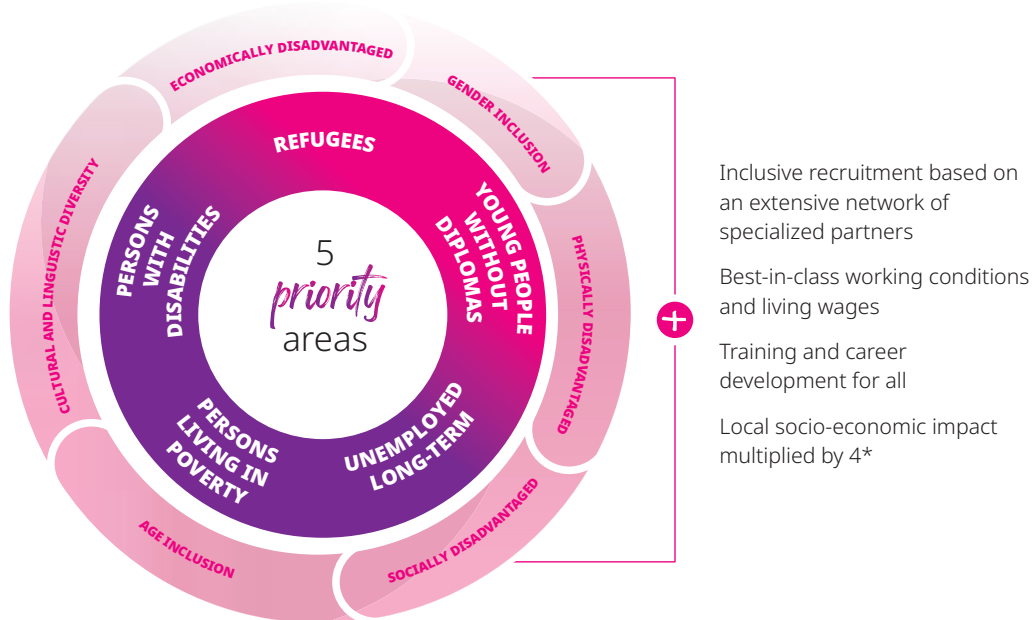 ECONOMICALLY DISADVANTAGED
GENDER INCLUSION
PHYSICALLY DISADVANTAGED
SOCIALLY DISADVANTAGED
AGE INCLUSION
CULTURAL AND LINGUISTIC DIVERSITY
REFUGEES
YOUNG PEOPLE
WITHOUT
DIPLOMAS
UNEMPLOYED
LONG-TERM
PERSONS
LIVING IN
POVERTY
PERSONS
WITH
DISABILITIES
5
priority
areas
+
Inclusive recruitment based on
an extensive network of
specialized partners
Best-in-class working conditions
and living wages
Training and career
development for all
Local socio-economic impact
multiplied by 4*